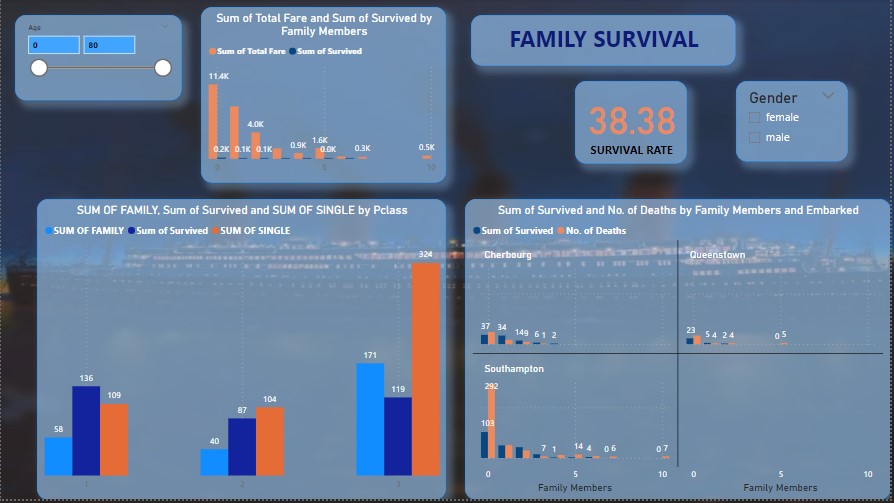 Age
0 80
Sum of Total Fare and Sum of Survived by
Family Members
Sum of Total Fare Sum of Survived
11.4K
4.0K
0.2K 0.1K 0.1K 0.9K 1.6K 0.0K 0.3K 0.5K
0 5 10
FAMILY SURVIVAL
38.38
SURVIVAL RATE
Gender
female
male
SUM OF FAMILY, Sum of Survived and SUM OF SINGLE by Pclass
SUM OF FAMILY Sum of Survived SUM OF SINGLE
58 136 109
40 87 104
171 119 324
1 2 3
Sum of Survived and No. of Deaths by Family Members and Embarked
Sum of Survived No. of Deaths
Cherbourg
37 34 149 6 1 2
Queenstown
23 5 4 2 4 0 5
Southampton
292
103
7 1 14 4 0 6 0 7
0 5 10
Family Members
0 5 10
Family Members